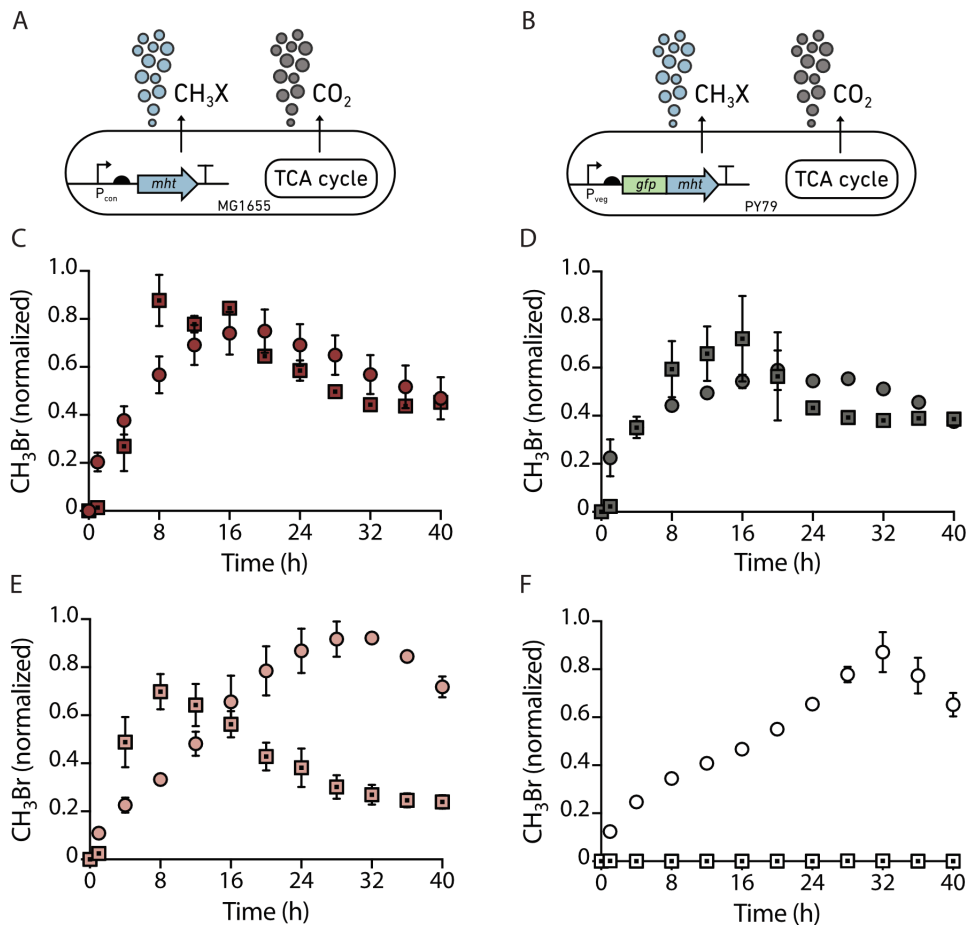 A
CH3X
CO2
Pcon
mht
TCA cycle
MG1655
B
CH3X
CO2
Pveg
gfp
mht
TCA cycle
PY79
C
CH3Br (normalized)
1.0
0.8
0.6
0.4
0.2
0
0 8 16 24 32 40
Time (h)
D
CH3Br (normalized)
1.0
0.8
0.6
0.4
0.2
0
0 8 16 24 32 40
Time (h)
E
CH3Br (normalized)
1.0
0.8
0.6
0.4
0.2
0
0 8 16 24 32 40
Time (h)
F
CH3Br (normalized)
1.0
0.8
0.6
0.4
0.2
0
0 8 16 24 32 40
Time (h)